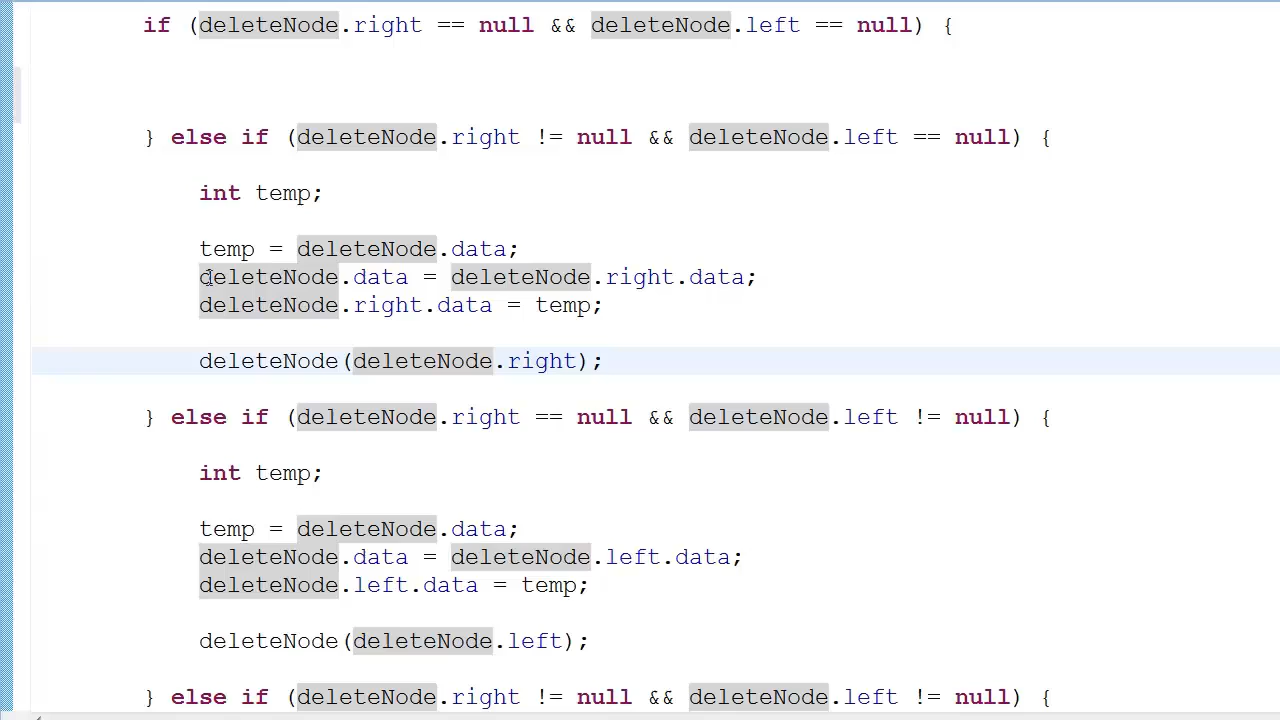 if (deleteNode.right == null && deleteNode.left == null) {
} else if (deleteNode.right != null && deleteNode.left == null) {
int temp;
temp = deleteNode.data;
deleteNode.data = deleteNode.right.data;
deleteNode.right.data = temp;
deleteNode(deleteNode.right);
} else if (deleteNode.right == null && deleteNode.left != null) {
int temp;
temp = deleteNode.data;
deleteNode.data = deleteNode.left.data;
deleteNode.left.data = temp;
deleteNode(deleteNode.left);
} else if (deleteNode.right != null && deleteNode.left != null) {